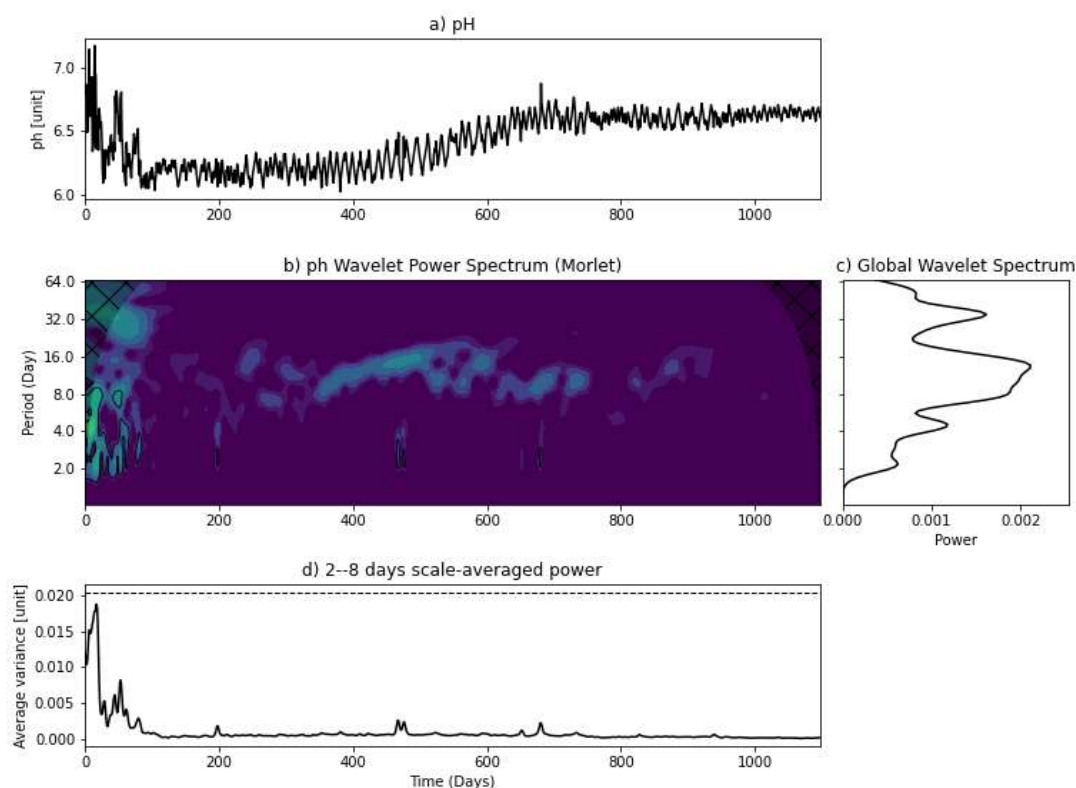 a) pH
7.0
6.5
6.0
ph [unit]
0 200 400 600 800 1000
b) ph Wavelet Power Spectrum (Morlet)
64.0
32.0
16.0
8.0
4.0
2.0
Period (Day)
0 200 400 600 800 1000
c) Global Wavelet Spectrum
0.000 0.001 0.002
Power
d) 2--8 days scale-averaged power
0.020
0.015
0.010
0.005
0.000
Average variance [unit]
0 200 400 600 800 1000
Time (Days)